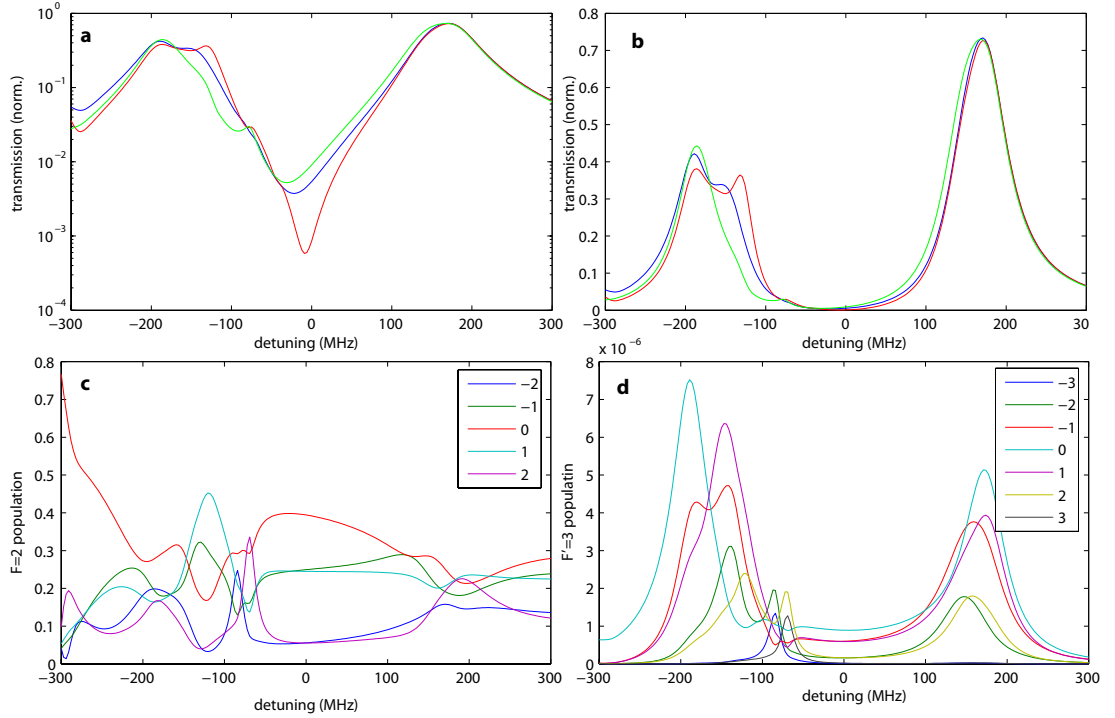 a
transmission (norm.)
10^0
10^−1
10^−2
10^−3
10^−4
−300 −200 −100 0 100 200 300
detuning (MHz)
b
transmission (norm.)
0.8
0.7
0.6
0.5
0.4
0.3
0.2
0.1
0
−300 −200 −100 0 100 200 30
detuning (MHz)
c
F=2 population
0.8
0.7
0.6
0.5
0.4
0.3
0.2
0.1
0
−300 −200 −100 0 100 200 300
detuning (MHz)
−2
−1
0
1
2
d
x 10^−6
F'=3 populatin
8
7
6
5
4
3
2
1
0
−300 −200 −100 0 100 200 300
detuning (MHz)
−3
−2
−1
0
1
2
3